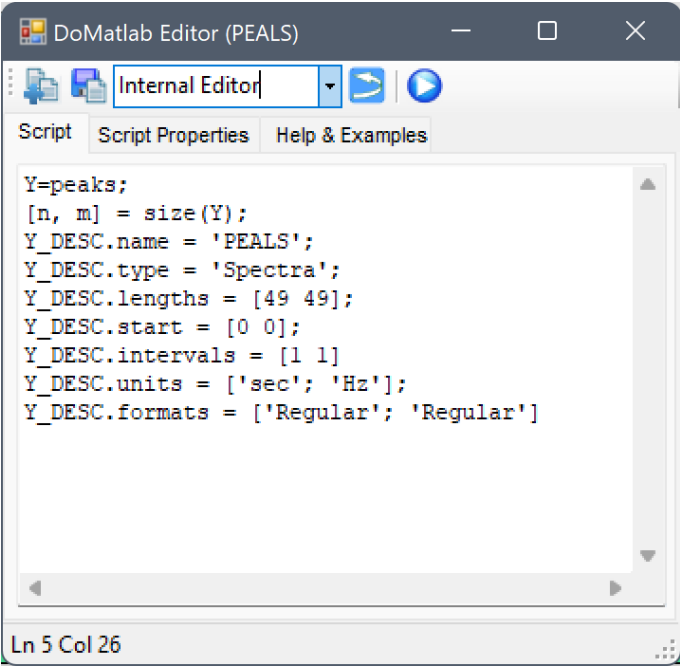 DoMatlab Editor (PEALS)
Internal Editor
Script Script Properties Help & Examples
Y=peaks;
[n, m] = size(Y);
Y_DESC.name = 'PEALS';
Y_DESC.type = 'Spectra';
Y_DESC.lengths = [49 49];
Y_DESC.start = [0 0];
Y_DESC.intervals = [1 1]
Y_DESC.units = ['sec'; 'Hz'];
Y_DESC.formats = ['Regular'; 'Regular']
Ln 5 Col 26